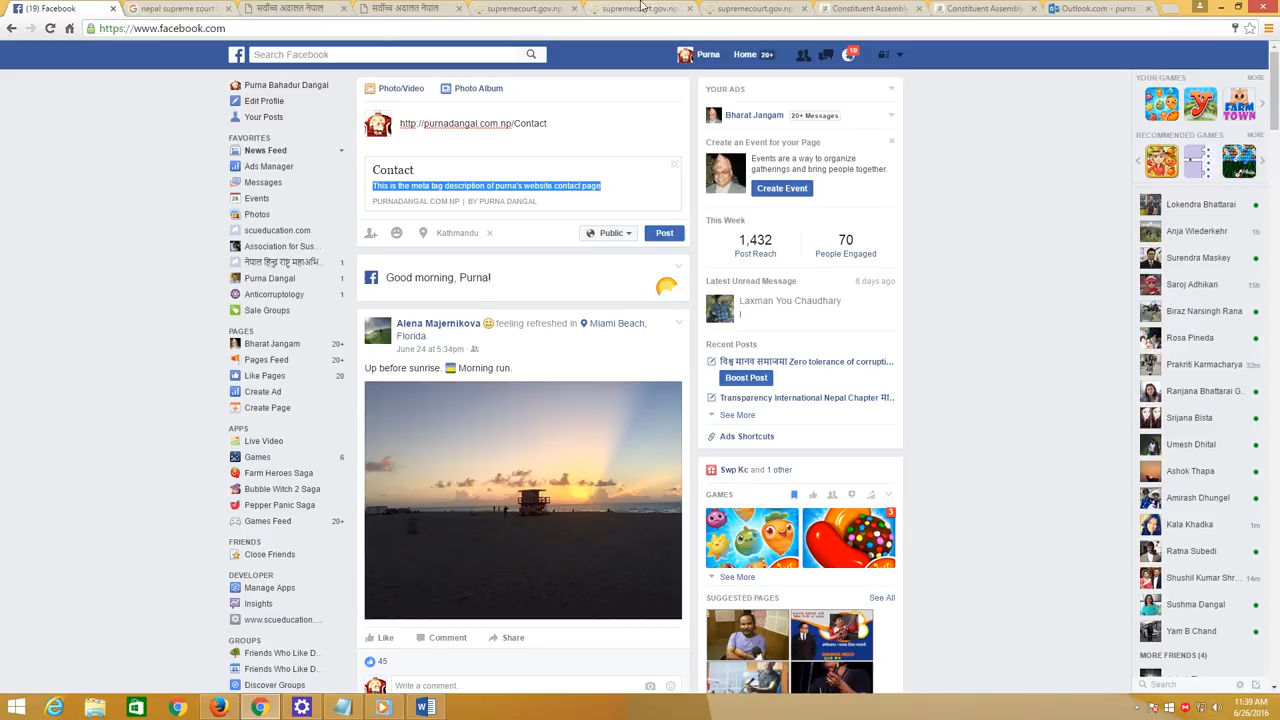 (19) Facebook
nepal supreme court
सर्वोच्च अदालत नेपाल
सर्वोच्च अदालत नेपाल
supremecourt.gov.np
supremecourt.gov.np
supremecourt.gov.np
Constituent Assembly
Constituent Assembly
Outlook.com - purna
https://www.facebook.com
Search Facebook
Purna
Home 20+
10
Purna Bahadur Dangal
Edit Profile
Your Posts
FAVORITES
News Feed
Ads Manager
Messages
Events
Photos
scueducation.com
Association for Sus...
नेपाल हिन्दु राष्ट्र महाअभि... 1
Purna Dangal 1
Anticorruptology 1
Sale Groups
PAGES
Bharat Jangam 20+
Pages Feed 20+
Like Pages 20
Create Ad
Create Page
APPS
Live Video
Games 6
Farm Heroes Saga
Bubble Witch 2 Saga
Pepper Panic Saga
Games Feed 20+
FRIENDS
Close Friends
DEVELOPER
Manage Apps
Insights
www.scueducation....
GROUPS
Friends Who Like D...
Friends Who Like D...
Discover Groups
Photo/Video
Photo Album
http://purnadangal.com.np/Contact
Contact
This is the meta tag description of purna's website contact page
PURNADANGAL.COM.NP | BY PURNA DANGAL
Kathmandu
Public
Post
Good morning, Purna!
Alena Majernikova feeling refreshed in Miami Beach,
Florida.
June 24 at 5:34pm
Up before sunrise. Morning run.
Like
Comment
Share
45
Write a comment...
YOUR ADS
Bharat Jangam 20+ Messages
Create an Event for your Page
Events are a way to organize
gatherings and bring people together.
Create Event
This Week
1,432
Post Reach
70
People Engaged
Latest Unread Message 8 days ago
Laxman You Chaudhary
I
Recent Posts
विश्व मानव समाजमा Zero tolerance of corrupti...
Boost Post
Transparency International Nepal Chapter मा...
See More
Ads Shortcuts
Swp Kc and 1 other
GAMES
3
See More
SUGGESTED PAGES See All
YOUR GAMES MORE
FARM
TOWN
RECOMMENDED GAMES MORE
Lokendra Bhattarai
Anja Wiederkehr 1h
Surendra Maskey
Saroj Adhikari 15h
Biraz Narsingh Rana
Rosa Pineda
Prakriti Karmacharya 32m
Ranjana Bhattarai G...
Srijana Bista
Umesh Dhital
Ashok Thapa
Amirash Dhungel
Kala Khadka 1m
Ratna Subedi
Shushil Kumar Shr... 14m
Sushma Dangal
Yam B Chand
MORE FRIENDS (4)
Search
11:39 AM
6/26/2016